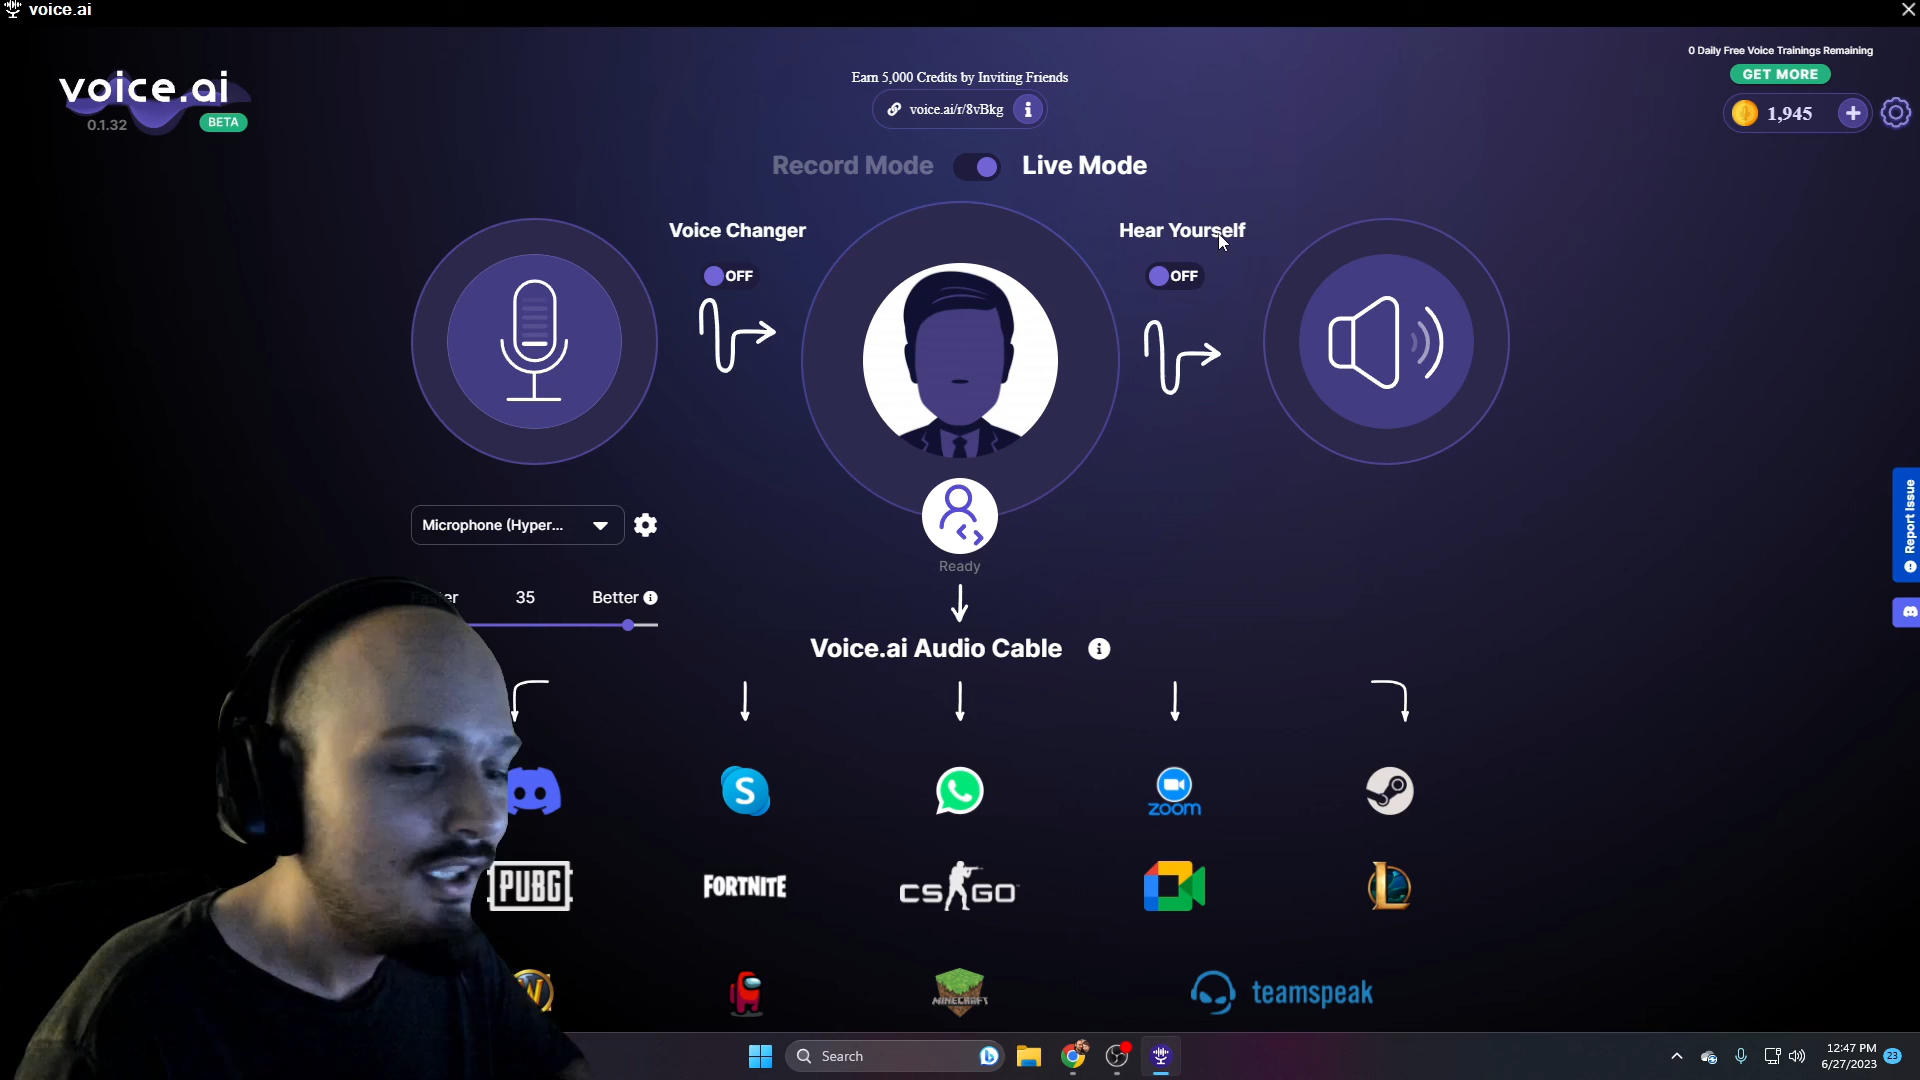 voice.ai
0 Daily Free Voice Trainings Remaining
GET MORE
voice.ai
0.1.32
BETA
Earn 5,000 Credits by Inviting Friends
voice.ai/r/8vBkg
1,945
Record Mode
Live Mode
Voice Changer
OFF
Hear Yourself
OFF
Microphone (Hyper...
Ready
35
Better
Voice.ai Audio Cable
Report Issue
S
zoom
PUBG
FORTNITE
CS GO
L
W
MINECRAFT
teamspeak
Search
12:47 PM
6/27/2023
23